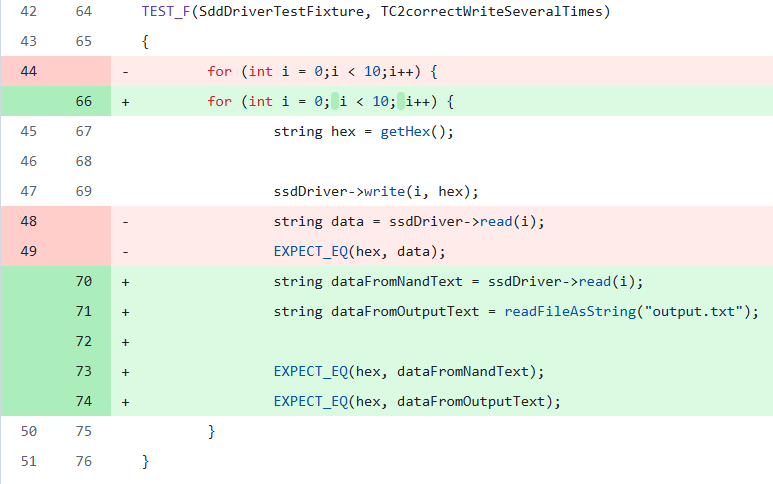 42 64 TEST_F(SddDriverTestFixture, TC2correctWriteSeveralTimes)
43 65 {
44 - for (int i = 0;i < 10;i++) {
66 + for (int i = 0; i < 10; i++) {
45 67 string hex = getHex();
46 68
47 69 ssdDriver->write(i, hex);
48 - string data = ssdDriver->read(i);
49 - EXPECT_EQ(hex, data);
70 + string dataFromNandText = ssdDriver->read(i);
71 + string dataFromOutputText = readFileAsString("output.txt");
72 +
73 + EXPECT_EQ(hex, dataFromNandText);
74 + EXPECT_EQ(hex, dataFromOutputText);
50 75 }
51 76 }